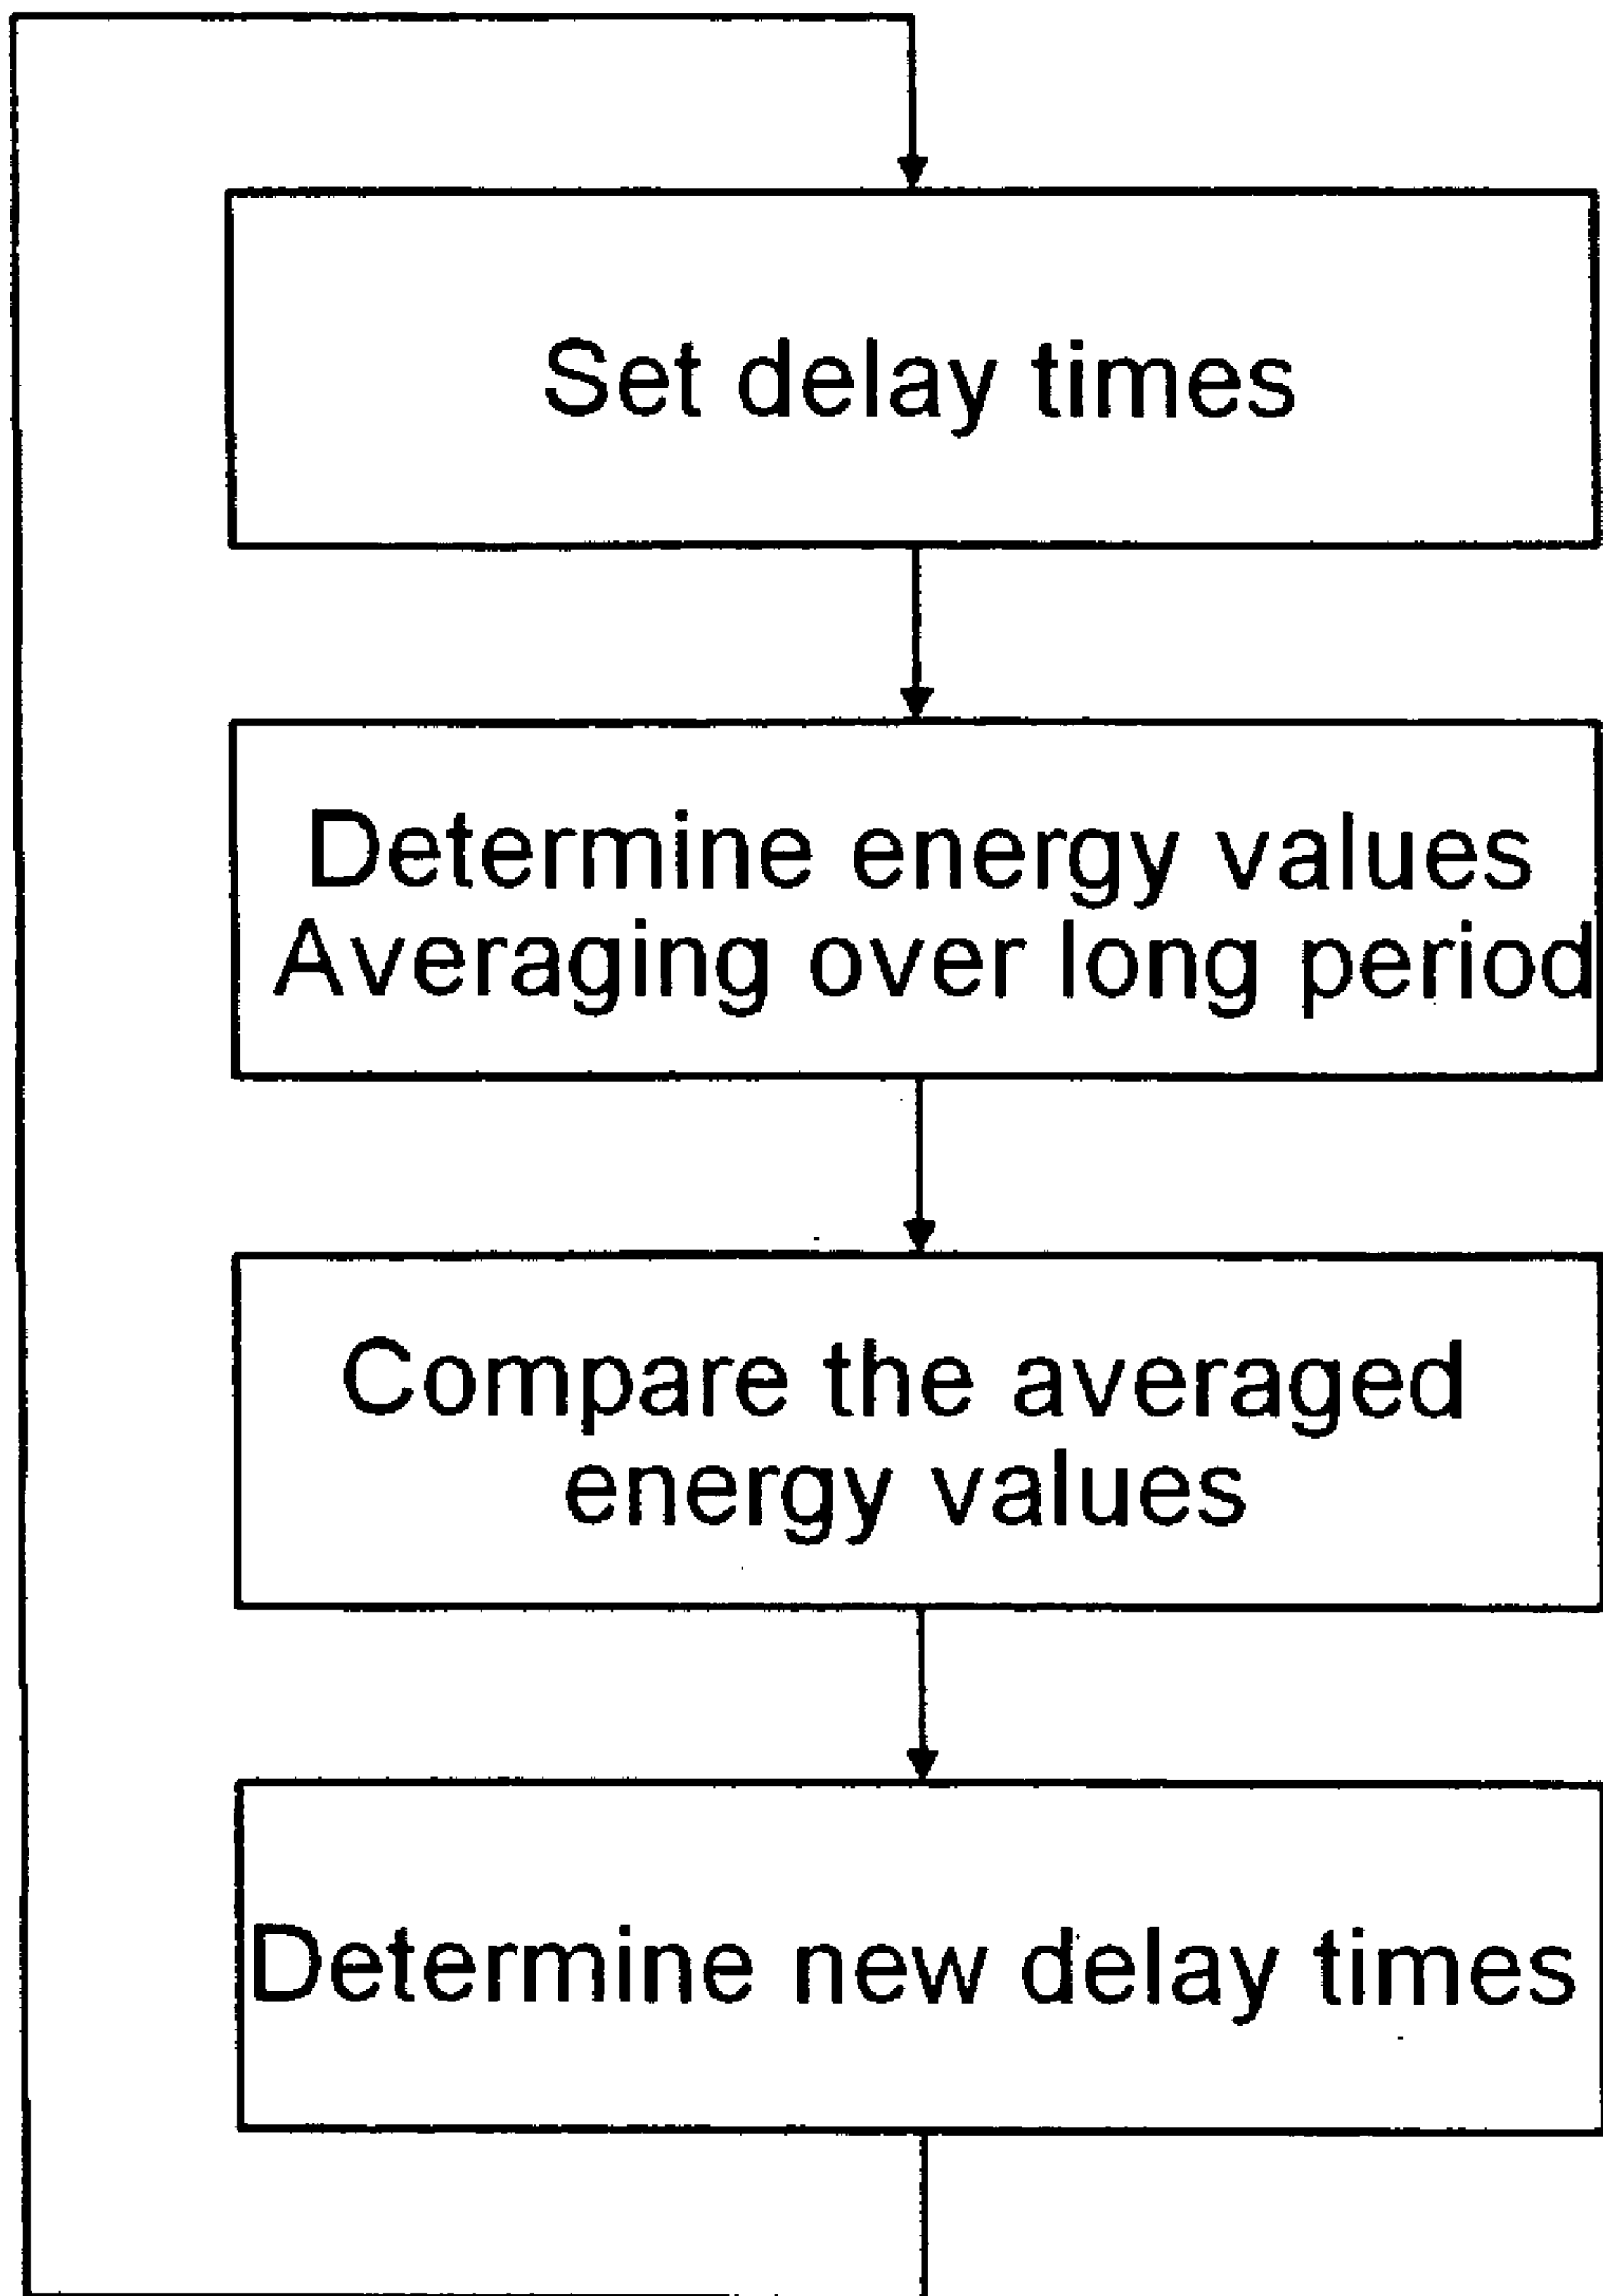 Set delay times
Determine energy values
Averaging over long period
Compare the averaged
energy values
Determine new delay times